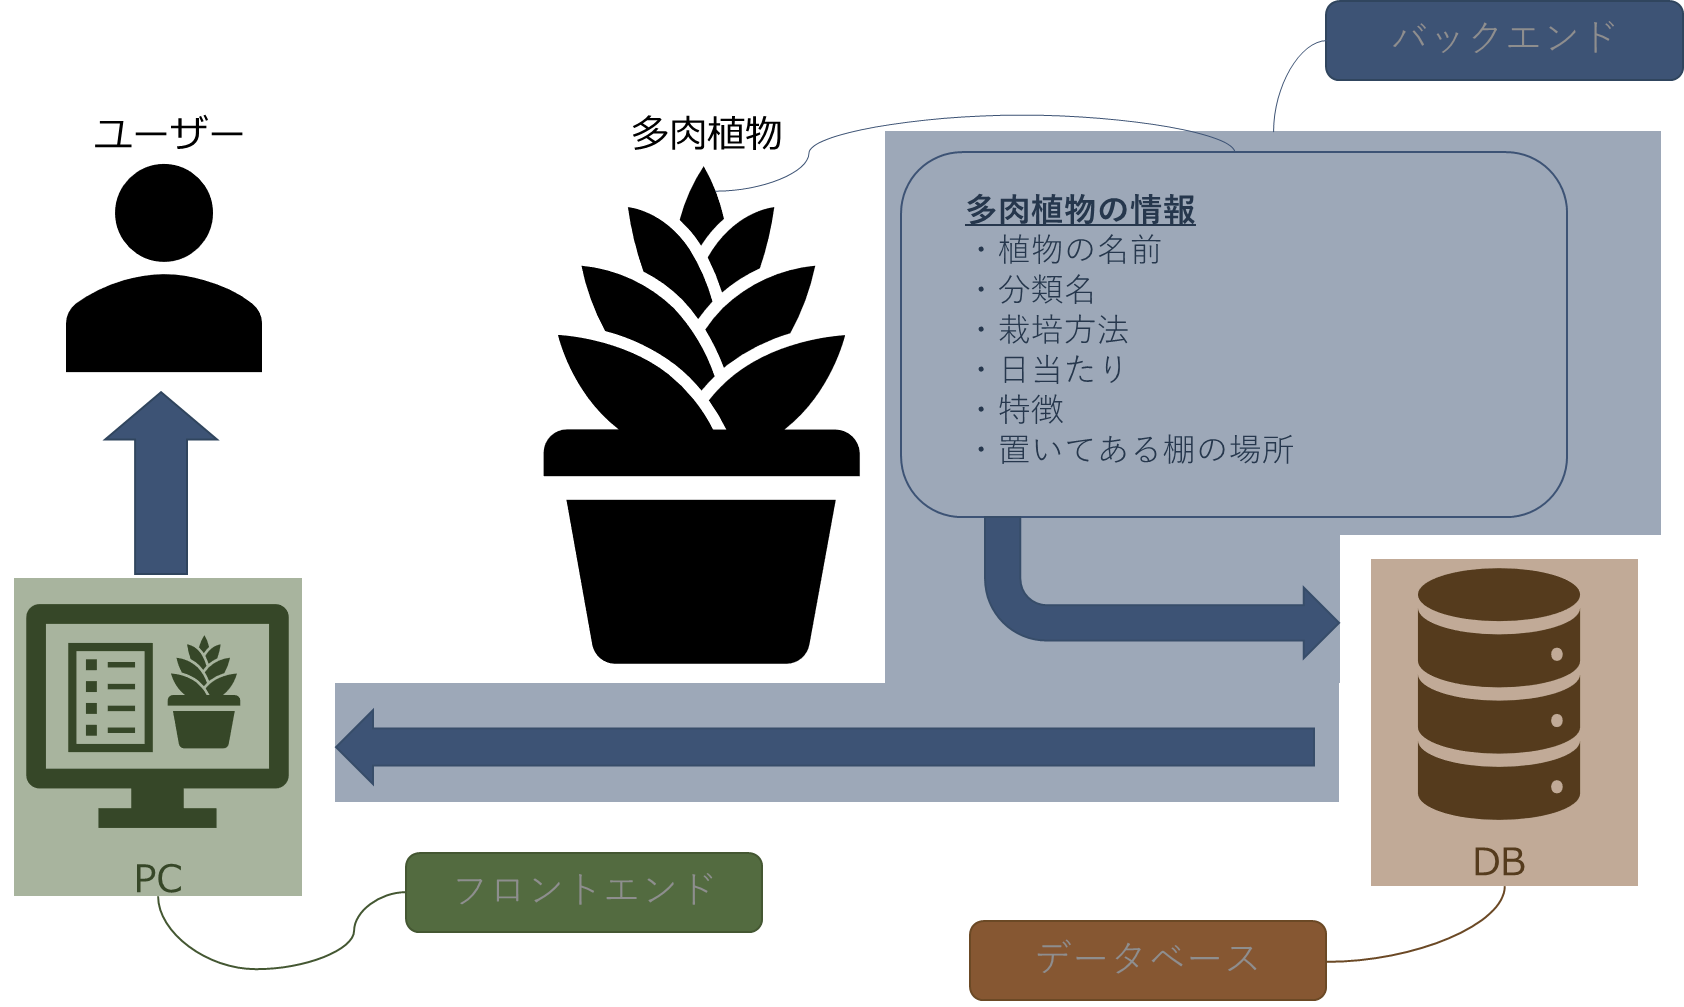 バックエンド
ユーザー
多肉植物
多肉植物の情報
・植物の名前
・分類名
・栽培方法
・日当たり
・特徴
・置いてある棚の場所
PC
DB
フロントエンド
データベース